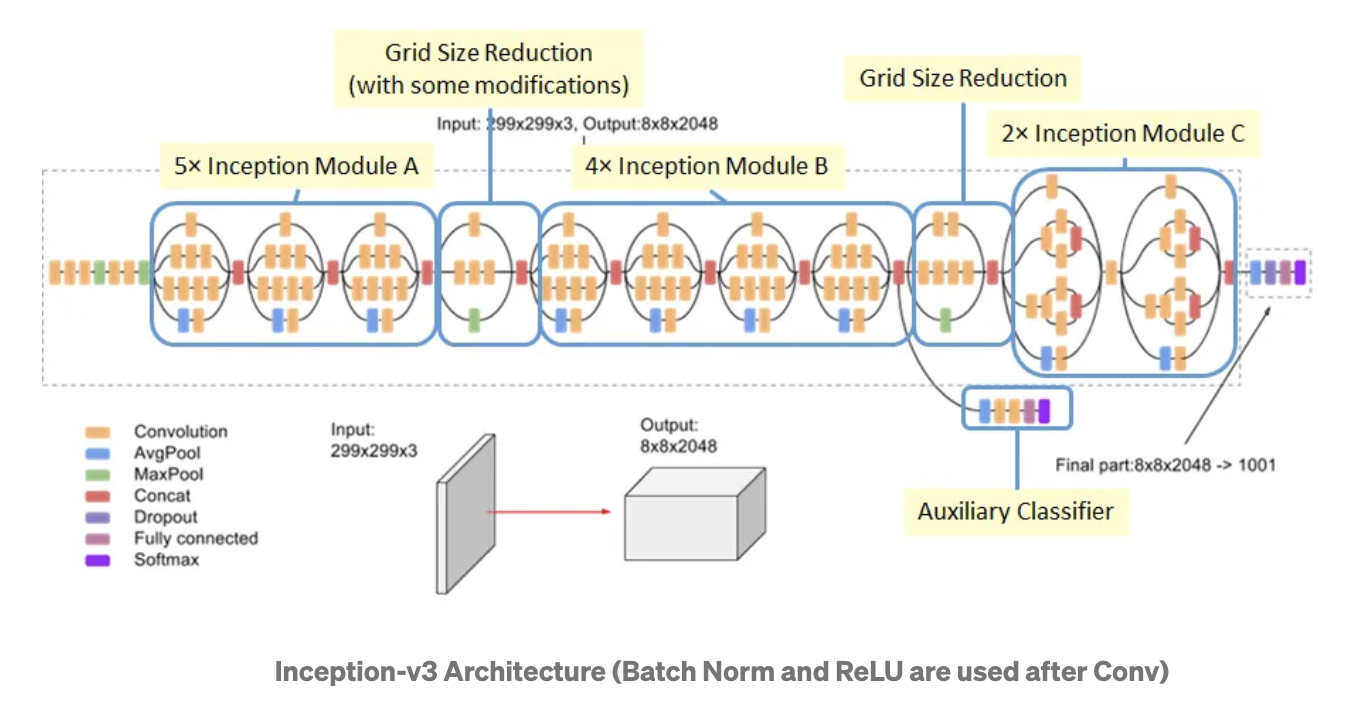 Grid Size Reduction
(with some modifications)
Grid Size Reduction
Input: 299x299x3, Output:8x8x2048
2× Inception Module C
5× Inception Module A
4× Inception Module B
Convolution
AvgPool
MaxPool
Concat
Dropout
Fully connected
Softmax
Input:
299x299x3
Output:
8x8x2048
Final part:8x8x2048 -> 1001
Auxiliary Classifier
Inception-v3 Architecture (Batch Norm and ReLU are used after Conv)